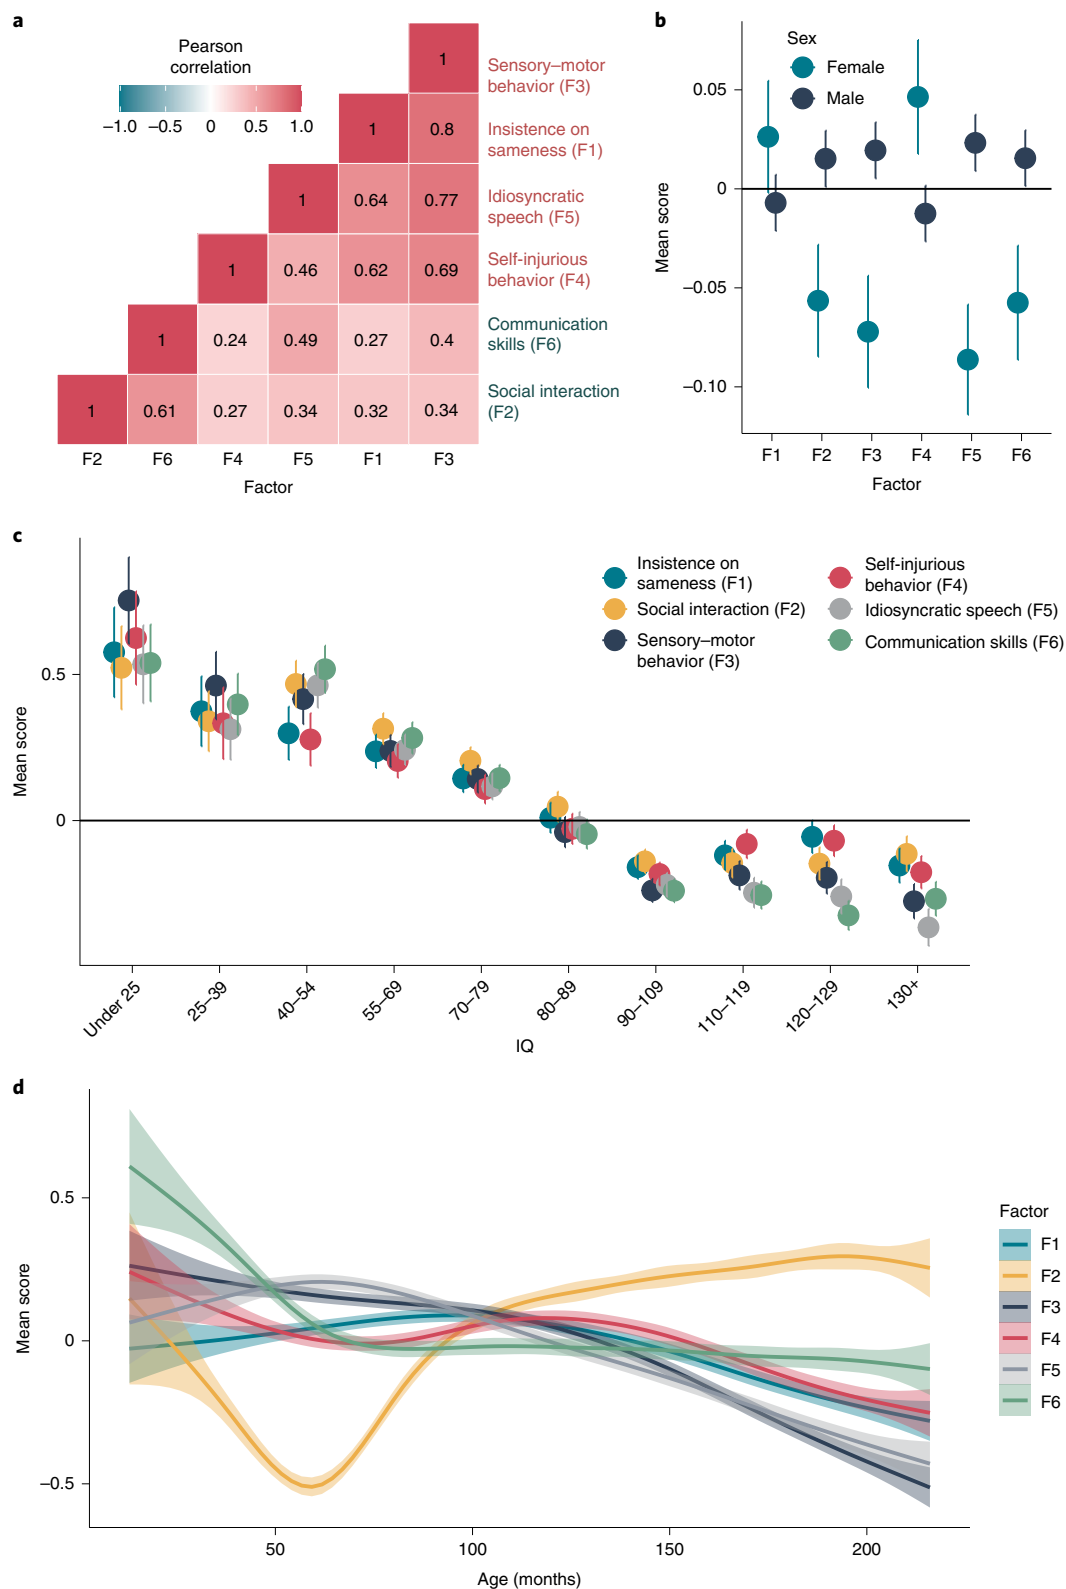 a
Pearson
correlation
−1.0 −0.5 0 0.5 1.0
1
Sensory–motor
behavior (F3)
1 0.8
Insistence on
sameness (F1)
1 0.64 0.77
Idiosyncratic
speech (F5)
1 0.46 0.62 0.69
Self-injurious
behavior (F4)
1 0.24 0.49 0.27 0.4
Communication
skills (F6)
1 0.61 0.27 0.34 0.32 0.34
Social interaction
(F2)
F2 F6 F4 F5 F1 F3
Factor
b
Sex
Female
Male
Mean score
0.05
0
−0.05
−0.10
F1 F2 F3 F4 F5 F6
Factor
c
Insistence on
sameness (F1)
Social interaction (F2)
Sensory–motor
behavior (F3)
Self-injurious
behavior (F4)
Idiosyncratic speech (F5)
Communication skills (F6)
Mean score
0.5
0
Under 25 25–39 40–54 55–69 70–79 80–89 90–109 110–119 120–129 130+
IQ
d
Mean score
0.5
0
−0.5
50 100 150 200
Age (months)
Factor
F1
F2
F3
F4
F5
F6